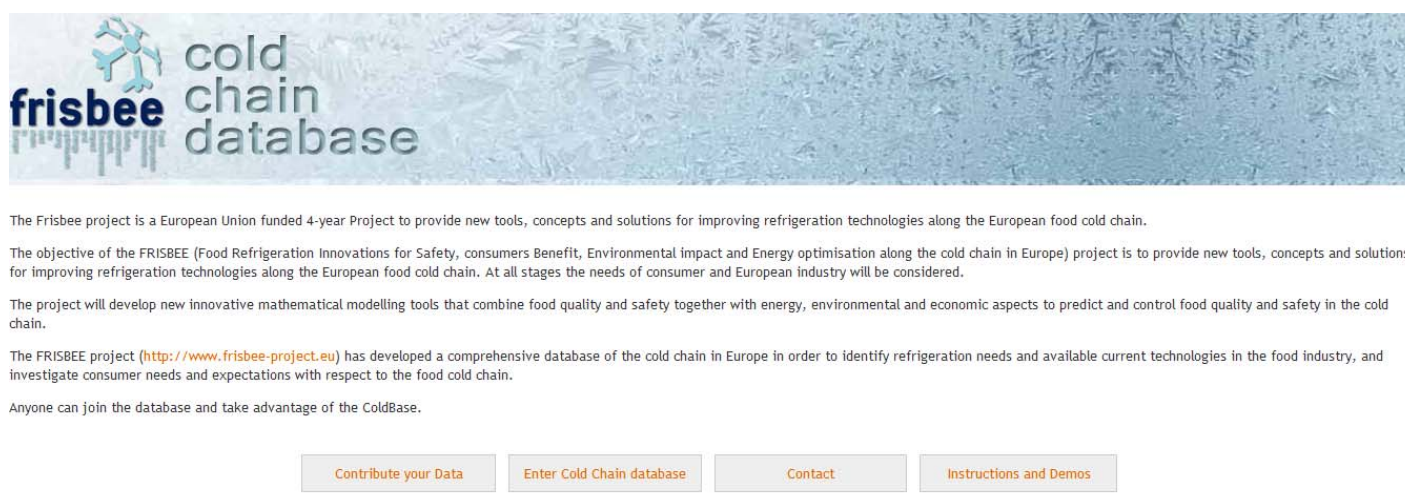 cold
chain
database
frisbee
The Frisbee project is a European Union funded 4-year Project to provide new tools, concepts and solutions for improving refrigeration technologies along the European food cold chain.
The objective of the FRISBEE (Food Refrigeration Innovations for Safety, consumers Benefit, Environmental impact and Energy optimisation along the cold chain in Europe) project is to provide new tools, concepts and solutions
for improving refrigeration technologies along the European food cold chain. At all stages the needs of consumer and European industry will be considered.
The project will develop new innovative mathematical modelling tools that combine food quality and safety together with energy, environmental and economic aspects to predict and control food quality and safety in the cold
chain.
The FRISBEE project (http://www.frisbee-project.eu) has developed a comprehensive database of the cold chain in Europe in order to identify refrigeration needs and available current technologies in the food industry, and
investigate consumer needs and expectations with respect to the food cold chain.
Anyone can join the database and take advantage of the ColdBase.
Contribute your Data
Enter Cold Chain database
Contact
Instructions and Demos